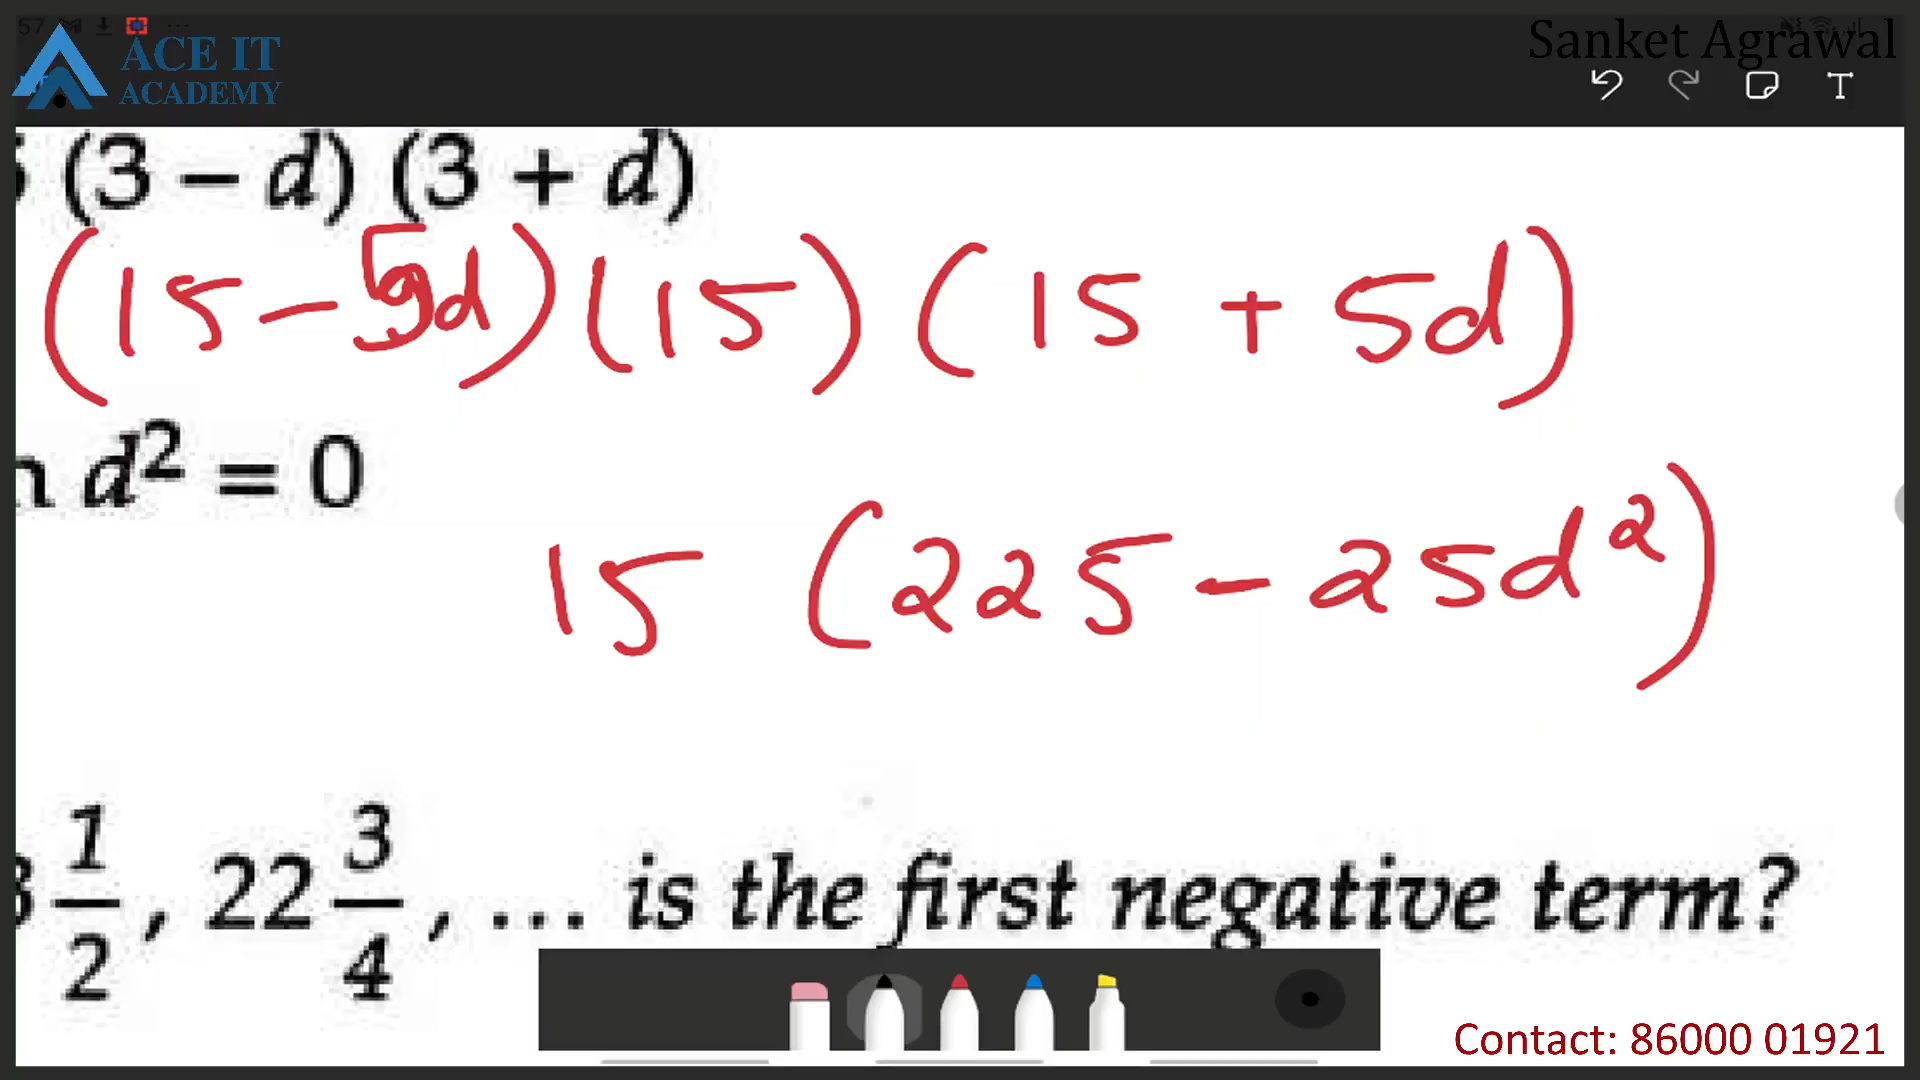 57
ACE IT
ACADEMY
Sanket Agrawal
T
(3 – d) (3 + d)
(15 – 5d)(15)(15 + 5d)
d² = 0
15 (225 – 25d²)
1/2, 22 3/4, ... is the first negative term?
Contact: 86000 01921